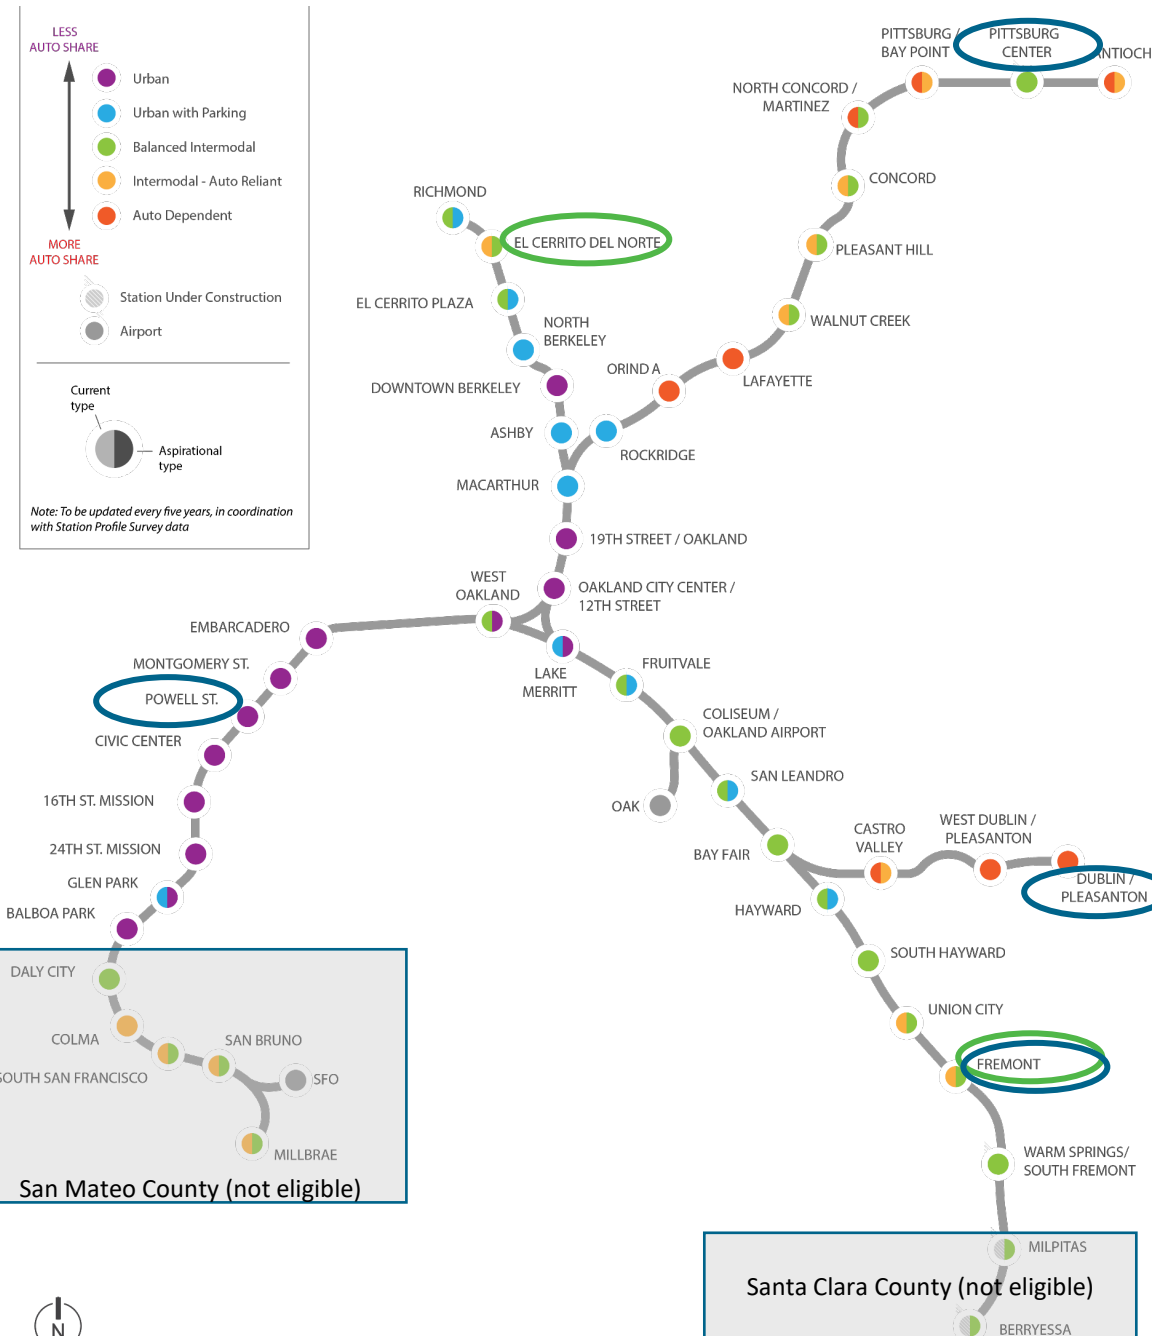 LESS
AUTO SHARE
Urban
Urban with Parking
Balanced Intermodal
Intermodal - Auto Reliant
Auto Dependent
MORE
AUTO SHARE
Station Under Construction
Airport
Current
type
Aspirational
type
Note: To be updated every five years, in coordination
with Station Profile Survey data
PITTSBURG /
BAY POINT
PITTSBURG
CENTER
ANTIOCH
NORTH CONCORD /
MARTINEZ
CONCORD
PLEASANT HILL
WALNUT CREEK
LAFAYETTE
ORIND A
ROCKRIDGE
RICHMOND
EL CERRITO DEL NORTE
EL CERRITO PLAZA
NORTH
BERKELEY
DOWNTOWN BERKELEY
ASHBY
MACARTHUR
19TH STREET / OAKLAND
OAKLAND CITY CENTER /
12TH STREET
WEST
OAKLAND
LAKE
MERRITT
EMBARCADERO
MONTGOMERY ST.
POWELL ST.
CIVIC CENTER
16TH ST. MISSION
24TH ST. MISSION
GLEN PARK
BALBOA PARK
DALY CITY
COLMA
SOUTH SAN FRANCISCO
SAN BRUNO
SFO
MILLBRAE
San Mateo County (not eligible)
FRUITVALE
COLISEUM /
OAKLAND AIRPORT
OAK
SAN LEANDRO
BAY FAIR
CASTRO
VALLEY
WEST DUBLIN /
PLEASANTON
DUBLIN /
PLEASANTON
HAYWARD
SOUTH HAYWARD
UNION CITY
FREMONT
WARM SPRINGS/
SOUTH FREMONT
MILPITAS
Santa Clara County (not eligible)
BERRYESSA
N